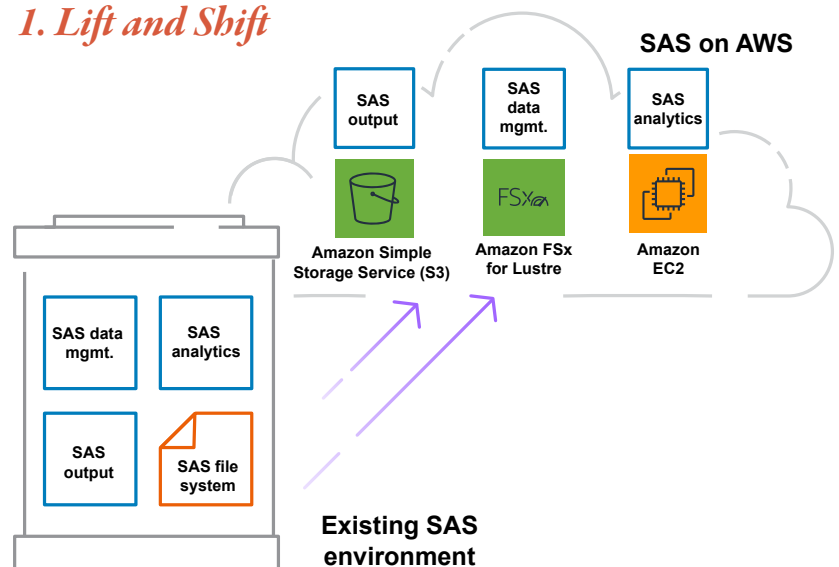 1. Lift and Shift
SAS on AWS
SAS
output
SAS
data
mgmt.
SAS
analytics
FSx
Amazon Simple
Storage Service (S3)
Amazon FSx
for Lustre
Amazon
EC2
SAS data
mgmt.
SAS
analytics
SAS
output
SAS file
system
Existing SAS
environment